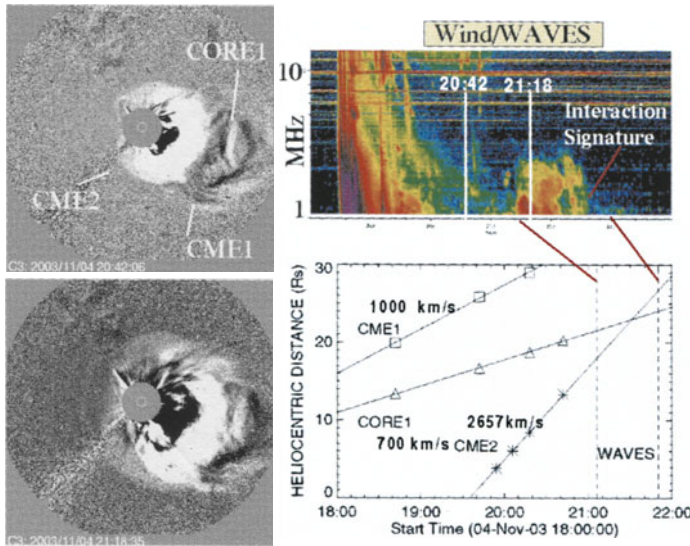 CORE1
CME2
CME1
C3: 2003/11/04 20:42:06
C3: 2003/11/04 21:18:35
Wind/WAVES
10
20:42 21:18
Interaction
Signature
MHz
1
30
1000 km/s
CME1
20
CORE1
2657km/s
10
700 km/s CME2
WAVES
0
HELIOCENTRIC DISTANCE (Rs)
18:00 19:00 20:00 21:00 22:00
Start Time (04-Nov-03 18:00:00)